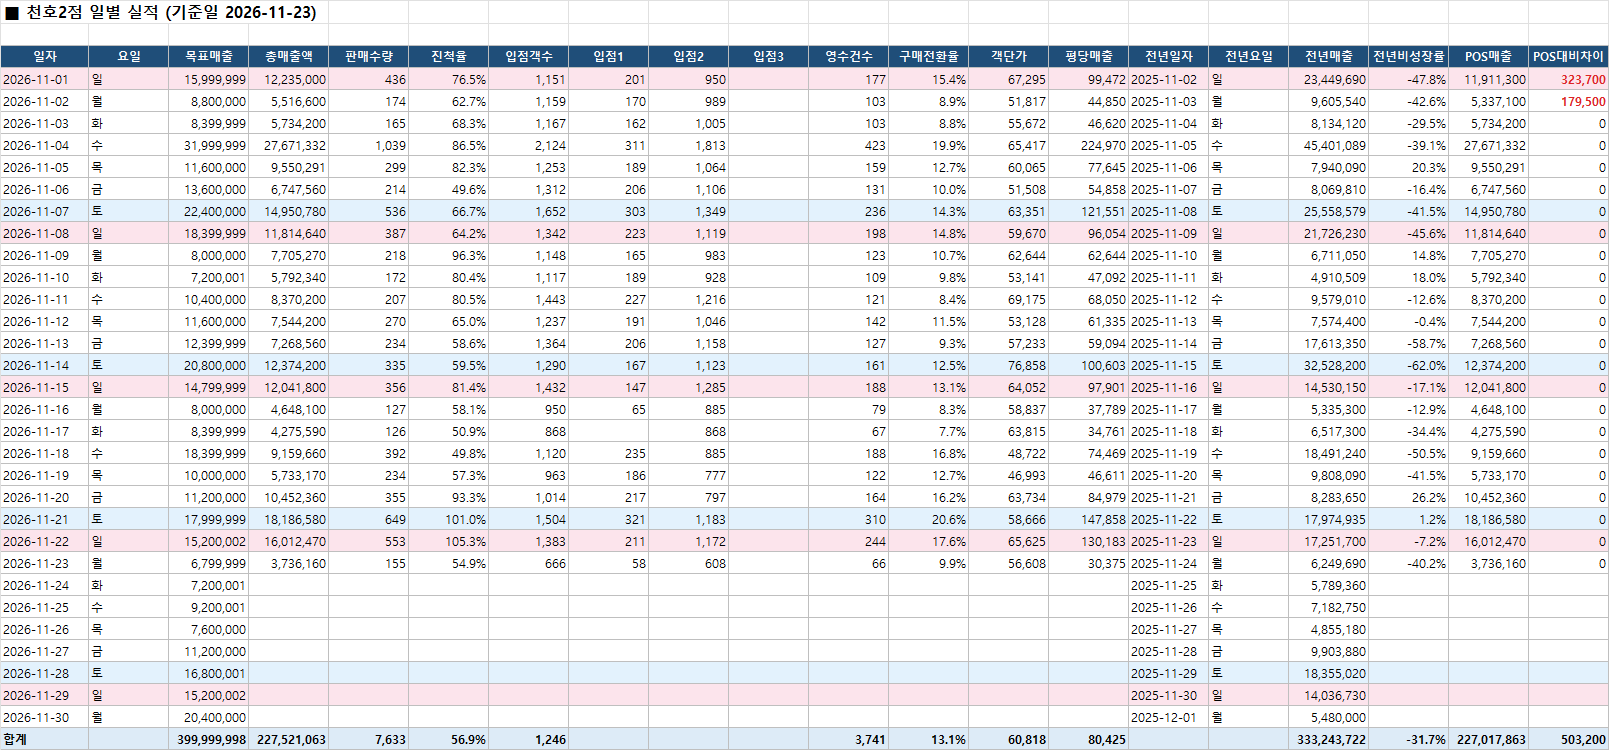 ■ 천호2점 일별 실적 (기준일 2026-11-23)
일자 요일 목표매출 총매출액 판매수량 진척율 입점객수 입점1 입점2 입점3 영수건수 구매전환율 객단가 평당매출 전년일자 전년요일 전년매출 전년비성장률 POS매출 POS대비차이
2026-11-01 일 15,999,999 12,235,000 436 76.5% 1,151 201 950 177 15.4% 67,295 99,472 2025-11-02 일 23,449,690 -47.8% 11,911,300 323,700
2026-11-02 월 8,800,000 5,516,600 174 62.7% 1,159 170 989 103 8.9% 51,817 44,850 2025-11-03 월 9,605,540 -42.6% 5,337,100 179,500
2026-11-03 화 8,399,999 5,734,200 165 68.3% 1,167 162 1,005 103 8.8% 55,672 46,620 2025-11-04 화 8,134,120 -29.5% 5,734,200 0
2026-11-04 수 31,999,999 27,671,332 1,039 86.5% 2,124 311 1,813 423 19.9% 65,417 224,970 2025-11-05 수 45,401,089 -39.1% 27,671,332 0
2026-11-05 목 11,600,000 9,550,291 299 82.3% 1,253 189 1,064 159 12.7% 60,065 77,645 2025-11-06 목 7,940,090 20.3% 9,550,291 0
2026-11-06 금 13,600,000 6,747,560 214 49.6% 1,312 206 1,106 131 10.0% 51,508 54,858 2025-11-07 금 8,069,810 -16.4% 6,747,560 0
2026-11-07 토 22,400,000 14,950,780 536 66.7% 1,652 303 1,349 236 14.3% 63,351 121,551 2025-11-08 토 25,558,579 -41.5% 14,950,780 0
2026-11-08 일 18,399,999 11,814,640 387 64.2% 1,342 223 1,119 198 14.8% 59,670 96,054 2025-11-09 일 21,726,230 -45.6% 11,814,640 0
2026-11-09 월 8,000,000 7,705,270 218 96.3% 1,148 165 983 123 10.7% 62,644 62,644 2025-11-10 월 6,711,050 14.8% 7,705,270 0
2026-11-10 화 7,200,001 5,792,340 172 80.4% 1,117 189 928 109 9.8% 53,141 47,092 2025-11-11 화 4,910,509 18.0% 5,792,340 0
2026-11-11 수 10,400,000 8,370,200 207 80.5% 1,443 227 1,216 121 8.4% 69,175 68,050 2025-11-12 수 9,579,010 -12.6% 8,370,200 0
2026-11-12 목 11,600,000 7,544,200 270 65.0% 1,237 191 1,046 142 11.5% 53,128 61,335 2025-11-13 목 7,574,400 -0.4% 7,544,200 0
2026-11-13 금 12,399,999 7,268,560 234 58.6% 1,364 206 1,158 127 9.3% 57,233 59,094 2025-11-14 금 17,613,350 -58.7% 7,268,560 0
2026-11-14 토 20,800,000 12,374,200 335 59.5% 1,290 167 1,123 161 12.5% 76,858 100,603 2025-11-15 토 32,528,200 -62.0% 12,374,200 0
2026-11-15 일 14,799,999 12,041,800 356 81.4% 1,432 147 1,285 188 13.1% 64,052 97,901 2025-11-16 일 14,530,150 -17.1% 12,041,800 0
2026-11-16 월 8,000,000 4,648,100 127 58.1% 950 65 885 79 8.3% 58,837 37,789 2025-11-17 월 5,335,300 -12.9% 4,648,100 0
2026-11-17 화 8,399,999 4,275,590 126 50.9% 868 868 67 7.7% 63,815 34,761 2025-11-18 화 6,517,300 -34.4% 4,275,590 0
2026-11-18 수 18,399,999 9,159,660 392 49.8% 1,120 235 885 188 16.8% 48,722 74,469 2025-11-19 수 18,491,240 -50.5% 9,159,660 0
2026-11-19 목 10,000,000 5,733,170 234 57.3% 963 186 777 122 12.7% 46,993 46,611 2025-11-20 목 9,808,090 -41.5% 5,733,170 0
2026-11-20 금 11,200,000 10,452,360 355 93.3% 1,014 217 797 164 16.2% 63,734 84,979 2025-11-21 금 8,283,650 26.2% 10,452,360 0
2026-11-21 토 17,999,999 18,186,580 649 101.0% 1,504 321 1,183 310 20.6% 58,666 147,858 2025-11-22 토 17,974,935 1.2% 18,186,580 0
2026-11-22 일 15,200,002 16,012,470 553 105.3% 1,383 211 1,172 244 17.6% 65,625 130,183 2025-11-23 일 17,251,700 -7.2% 16,012,470 0
2026-11-23 월 6,799,999 3,736,160 155 54.9% 666 58 608 66 9.9% 56,608 30,375 2025-11-24 월 6,249,690 -40.2% 3,736,160 0
2026-11-24 화 7,200,001 2025-11-25 화 5,789,360
2026-11-25 수 9,200,001 2025-11-26 수 7,182,750
2026-11-26 목 7,600,000 2025-11-27 목 4,855,180
2026-11-27 금 11,200,000 2025-11-28 금 9,903,880
2026-11-28 토 16,800,001 2025-11-29 토 18,355,020
2026-11-29 일 15,200,002 2025-11-30 일 14,036,730
2026-11-30 월 20,400,000 2025-12-01 월 5,480,000
합계 399,999,998 227,521,063 7,633 56.9% 1,246 3,741 13.1% 60,818 80,425 333,243,722 -31.7% 227,017,863 503,200